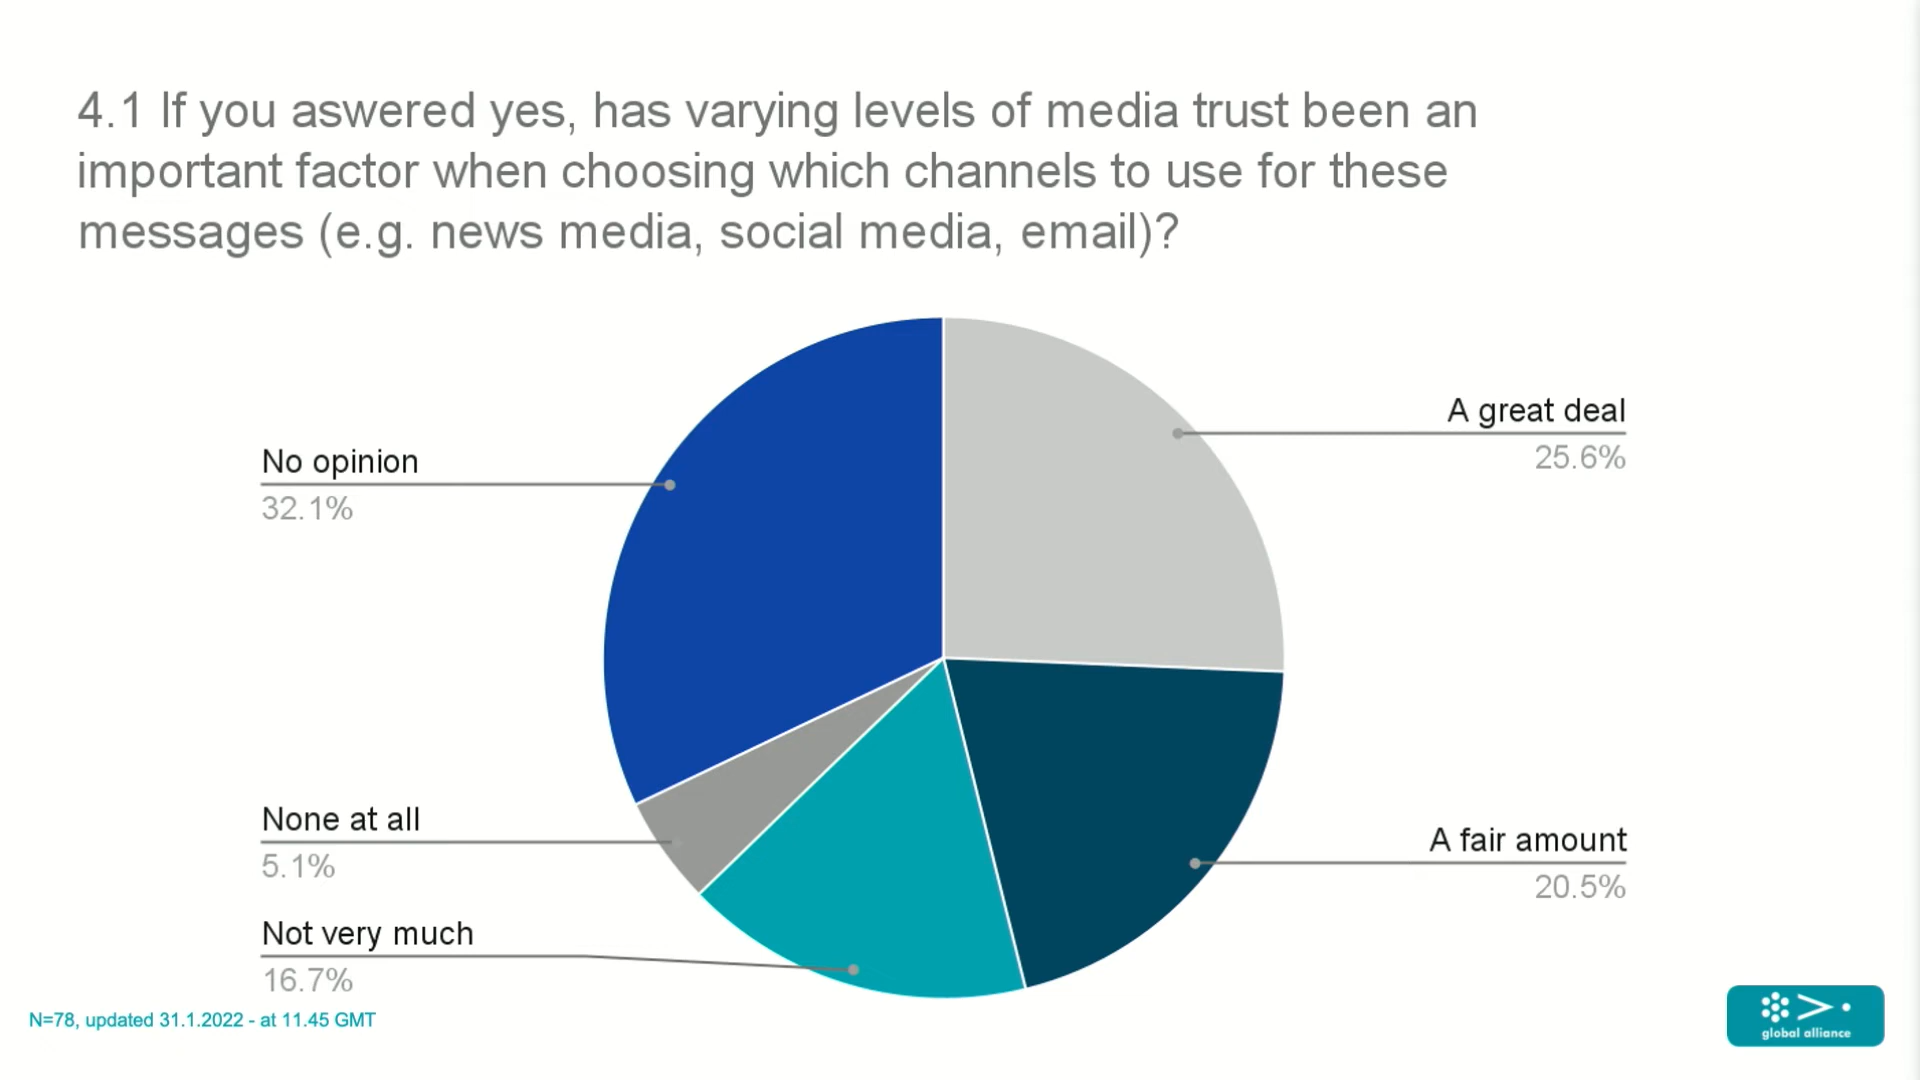 4.1 If you aswered yes, has varying levels of media trust been an
important factor when choosing which channels to use for these
messages (e.g. news media, social media, email)?
A great deal
25.6%
No opinion
32.1%
None at all
5.1%
A fair amount
20.5%
Not very much
16.7%
N=78, updated 31.1.2022 - at 11.45 GMT
global alliance